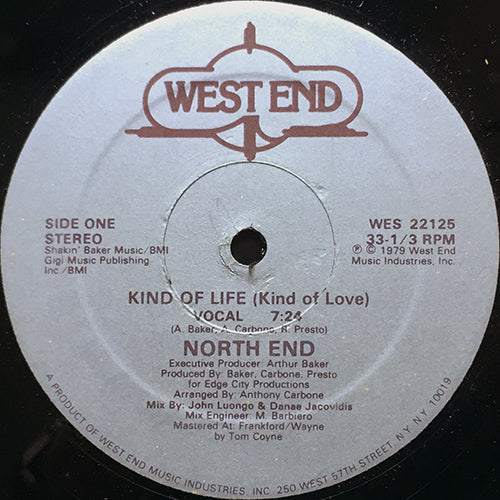 WEST END
SIDE ONE
STEREO
Shakin' Baker Music/BMI
Gigi Music Publishing
Inc./BMI
WES 22125
33-1/3 RPM
℗ © 1979 West End
Music Industries, Inc.
KIND OF LIFE (Kind of Love)
VOCAL 7:24
(A. Baker, A. Carbone, R. Presto)
NORTH END
Executive Producer: Arthur Baker
Produced By: Baker, Carbone, Presto
for Edge City Productions
Arranged By: Anthony Carbone
Mix By: John Luongo & Danae Jacovidis
Mix Engineer: M. Barbiero
Mastered At: Frankford/Wayne
by Tom Coyne
A PRODUCT OF WEST END MUSIC INDUSTRIES, INC 250 WEST 57TH STREET, NY. N.Y. 10019